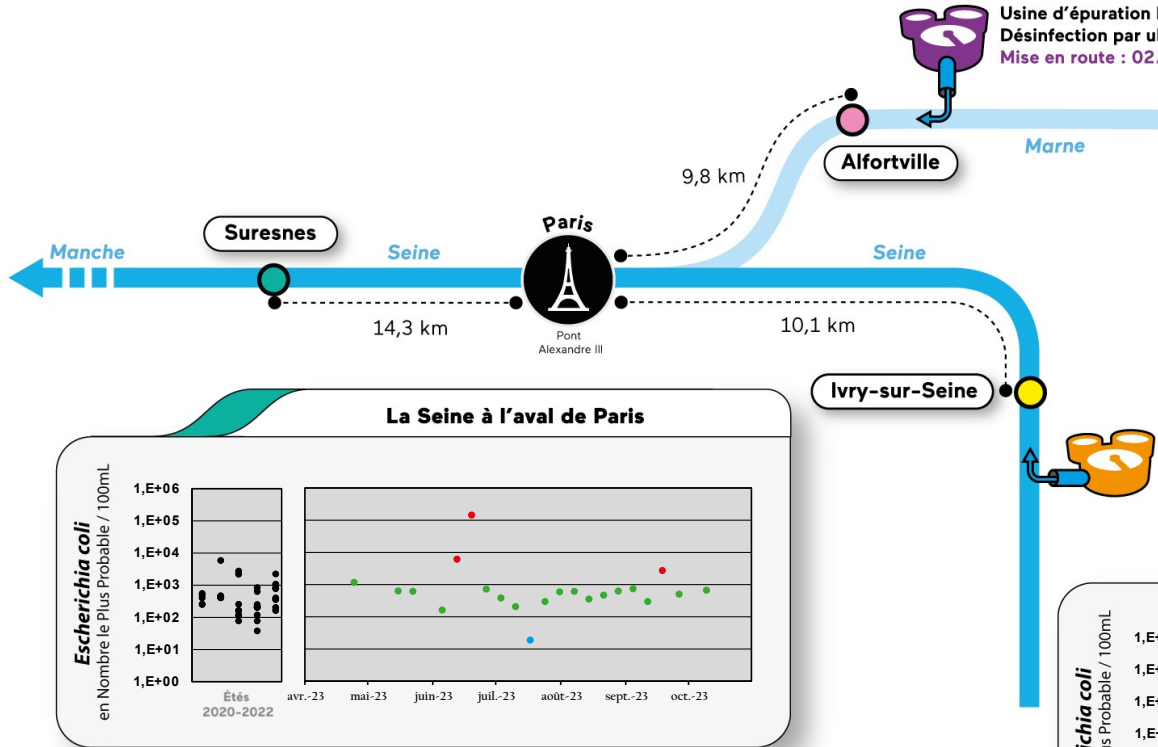 Usine d'épuration
Désinfection par
Mise en route : 02
Marne
Alfortville
9,8 km
Suresnes
Paris
Manche
Seine
Seine
14,3 km
Pont
Alexandre III
10,1 km
Ivry-sur-Seine
La Seine à l'aval de Paris
Escherichia coli
en Nombre le Plus Probable / 100mL
1,E+06
1,E+05
1,E+04
1,E+03
1,E+02
1,E+01
1,E+00
Étés
2020-2022
avr.-23 mai-23 juin-23 juil.-23 août-23 sept.-23 oct.-23
coli
Probable / 100mL